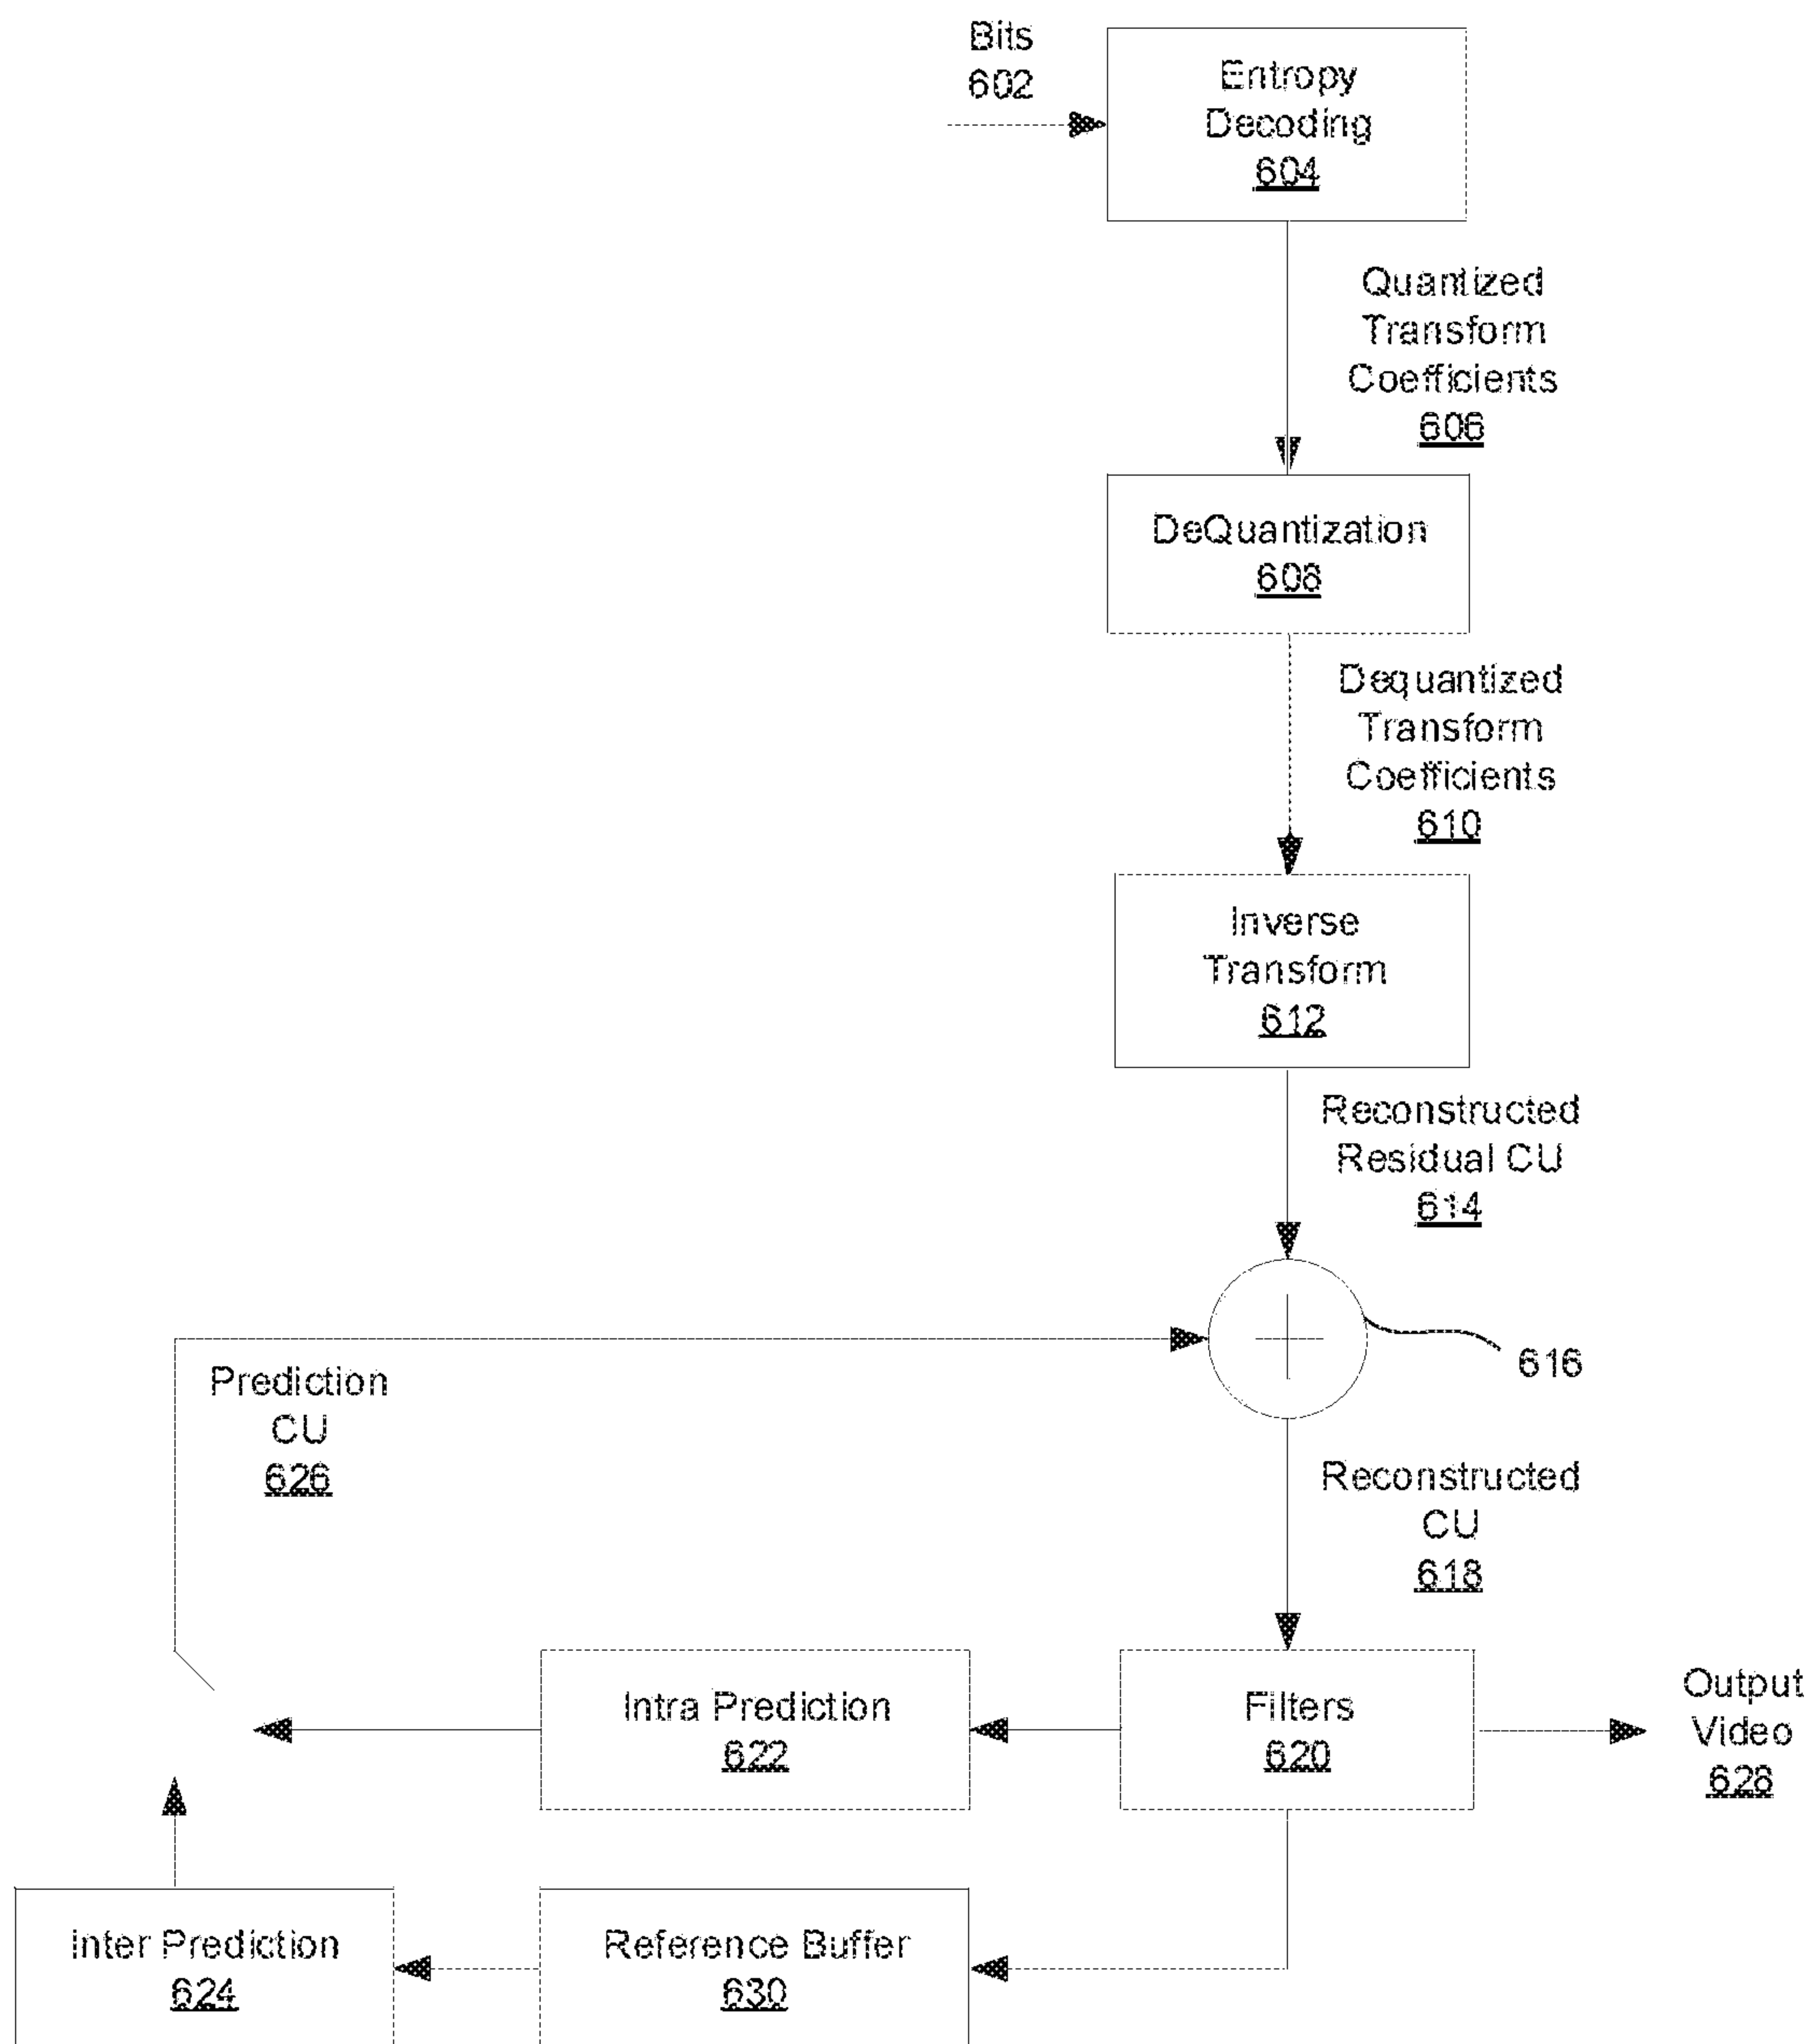 Bits
602
Entropy
Decoding
604
Quantized
Transform
Coefficients
606
DeQuantization
608
Dequantized
Transform
Coefficients
610
Inverse
Transform
612
Reconstructed
Residual CU
614
616
Prediction
CU
626
Reconstructed
CU
618
Intra Prediction
622
Filters
620
Output
Video
628
Inter Prediction
624
Reference Buffer
630